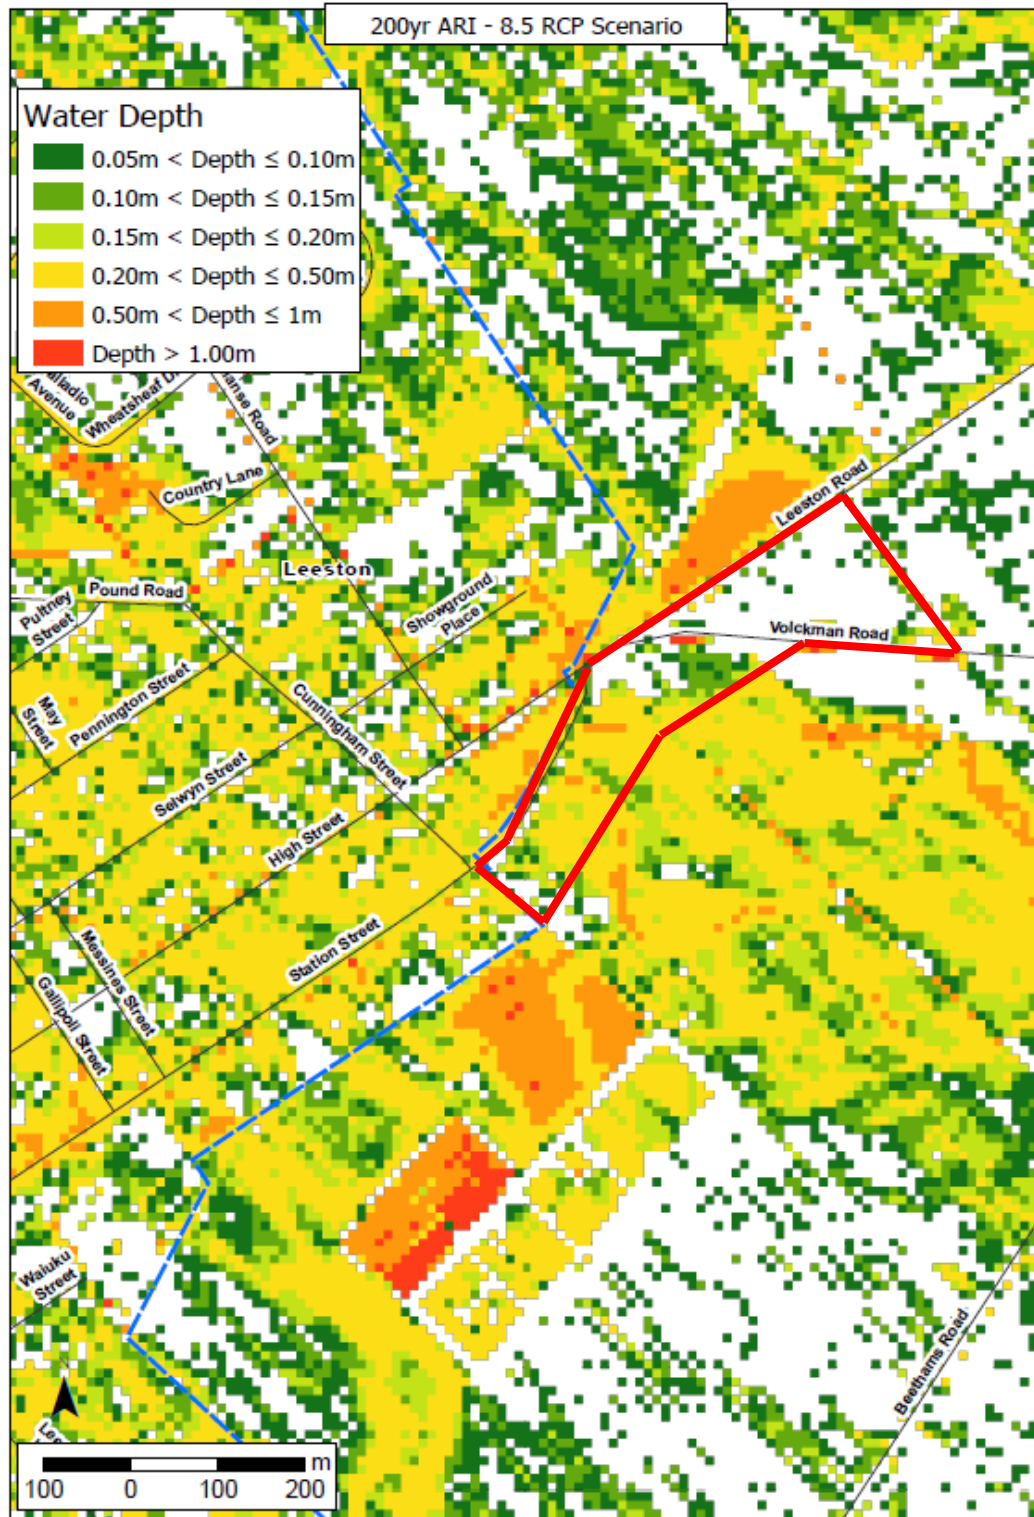 200yr ARI - 8.5 RCP Scenario
Water Depth
0.05m < Depth ≤ 0.10m
0.10m < Depth ≤ 0.15m
0.15m < Depth ≤ 0.20m
0.20m < Depth ≤ 0.50m
0.50m < Depth ≤ 1m
Depth > 1.00m
Avenue
Wheatsheaf
Road
Country Lane
Leeston Road
Leeston
Pound Road
Showground
Place
Pultney
Street
Volckman Road
May
Street
Pennington Street
Cunningham Street
Selwyn Street
High Street
Station Street
Messines Street
Gallipoli Street
Waiuku
Street
Beethams Road
m
100 0 100 200